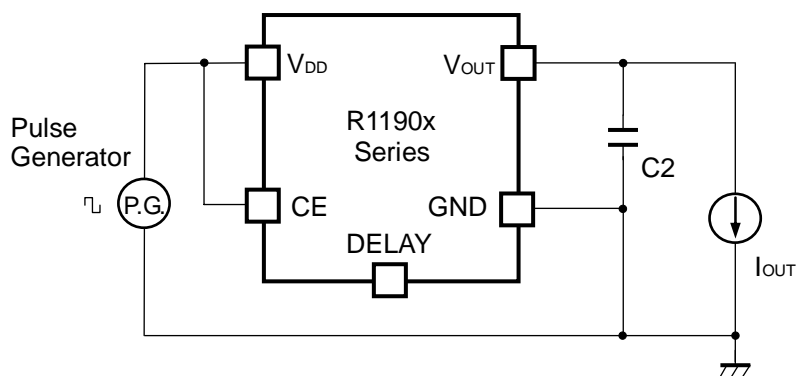 VDD
VOUT
R1190x
Series
Pulse
Generator
P.G.
C2
CE
GND
DELAY
IOUT